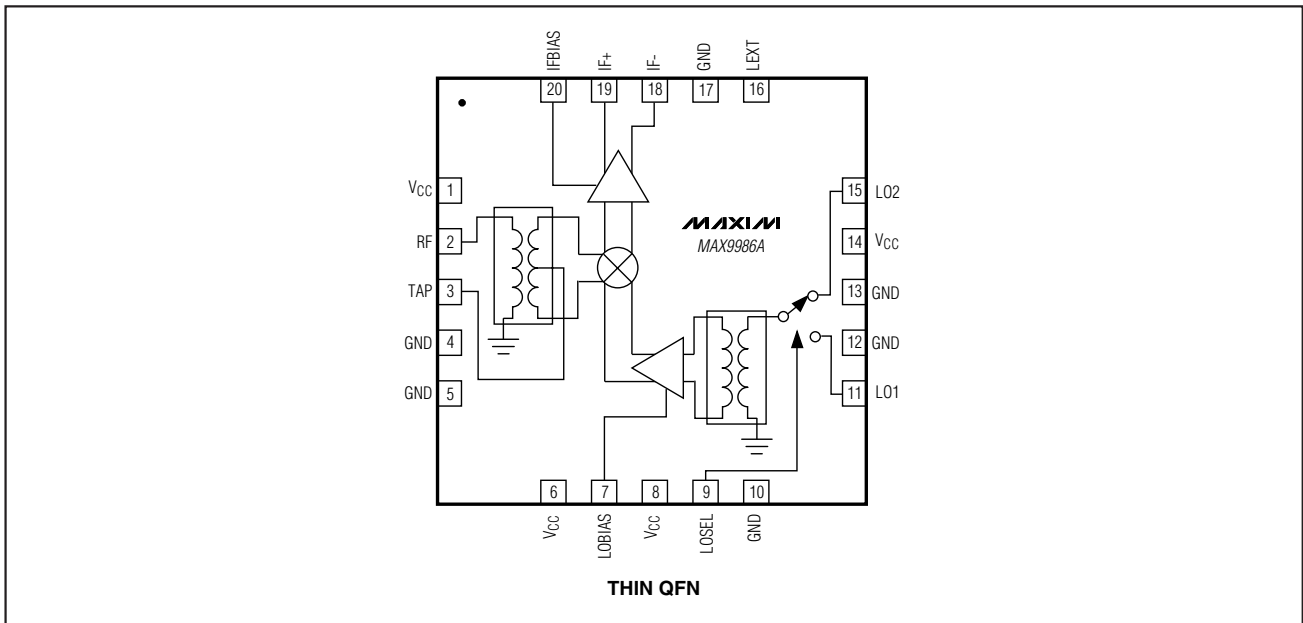 IFBIAS
IF+
IF-
GND
LEXT
20
19
18
17
16
VCC 1
RF 2
TAP 3
GND 4
GND 5
MAXIM
MAX9986A
15 LO2
14 VCC
13 GND
12 GND
11 LO1
6
7
8
9
10
VCC
LOBIAS
VCC
LOSEL
GND
THIN QFN